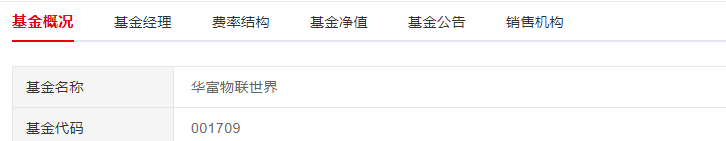 基金概况 基金经理 费率结构 基金净值 基金公告 销售机构
基金名称 华富物联世界
基金代码 001709